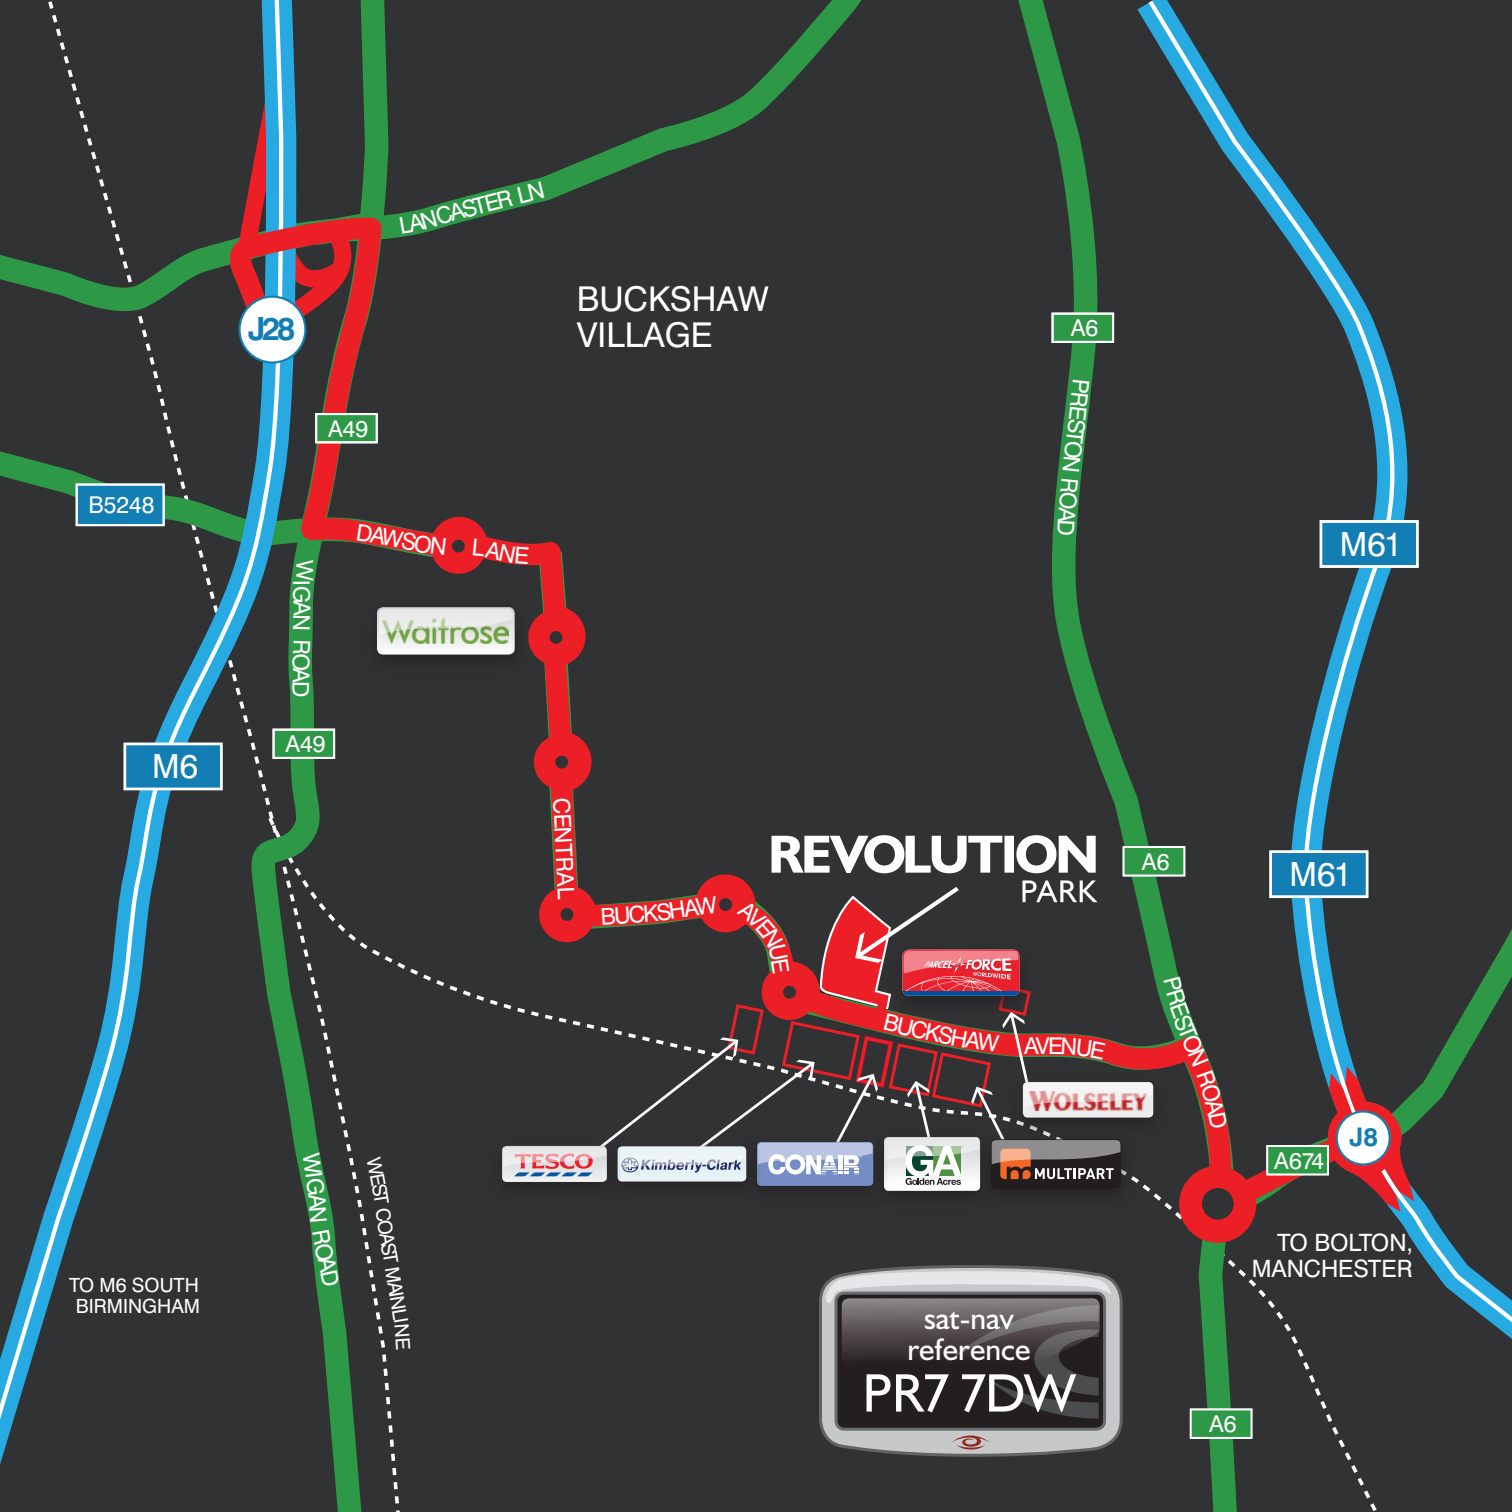 LANCASTER LN
BUCKSHAW
VILLAGE
J28
A6
A49
PRESTON ROAD
B5248
DAWSON LANE
M61
WIGAN ROAD
Waitrose
A49
M6
CENTRAL
REVOLUTION
PARK
A6
M61
BUCKSHAW AVENUE
PARCEL FORCE
WORLDWIDE
BUCKSHAW AVENUE
PRESTON ROAD
WOLSELEY
J8
A674
TESCO
Kimberly-Clark
CONAIR
GA
Golden Acres
m MULTIPART
WIGAN ROAD
WEST COAST MAINLINE
TO BOLTON,
MANCHESTER
TO M6 SOUTH
BIRMINGHAM
sat-nav
reference
PR7 7DW
A6